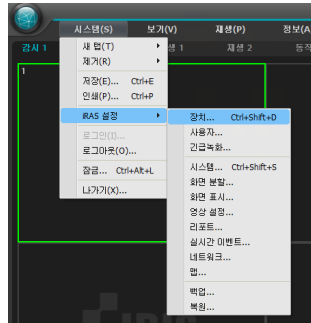 시스템(S) 보기(V) 재생(P) 정보(A
감시 1 생 1 재생 2 동작
1
새 탭(T)
제거(R)
저장(E)... Ctrl+E
인쇄(P)... Ctrl+P
iRAS 설정
로그인(I)...
로그아웃(O)...
잠금... Ctrl+Alt+L
나가기(X)...
장치... Ctrl+Shift+D
사용자...
긴급녹화...
시스템... Ctrl+Shift+S
화면 분할...
화면 표시...
영상 설정...
리포트...
실시간 이벤트...
네트워크...
맵...
백업...
복원...